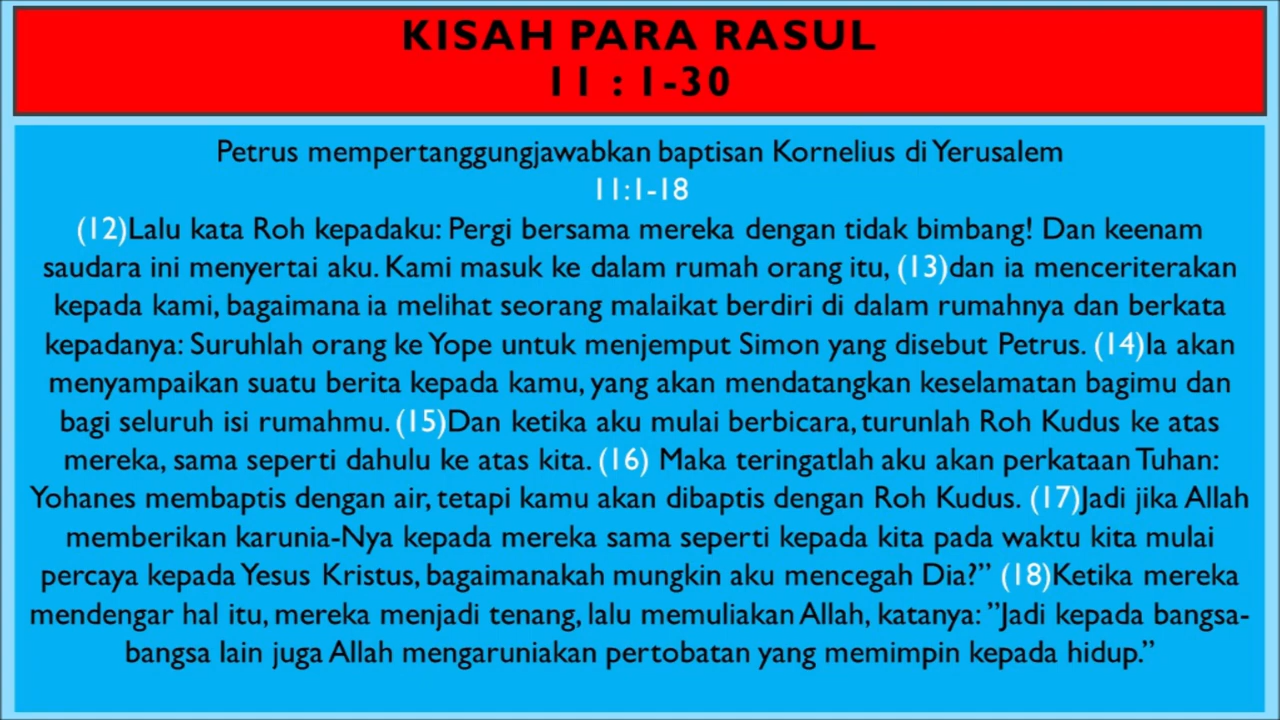 KISAH PARA RASUL
11 : 1-30
Petrus mempertanggungjawabkan baptisan Kornelius di Yerusalem
11:1-18
(12)Lalu kata Roh kepadaku: Pergi bersama mereka dengan tidak bimbang! Dan keenam
saudara ini menyertai aku. Kami masuk ke dalam rumah orang itu, (13)dan ia menceriterakan
kepada kami, bagaimana ia melihat seorang malaikat berdiri di dalam rumahnya dan berkata
kepadanya: Suruhlah orang ke Yope untuk menjemput Simon yang disebut Petrus. (14)Ia akan
menyampaikan suatu berita kepada kamu, yang akan mendatangkan keselamatan bagimu dan
bagi seluruh isi rumahmu. (15)Dan ketika aku mulai berbicara, turunlah Roh Kudus ke atas
mereka, sama seperti dahulu ke atas kita. (16) Maka teringatlah aku akan perkataan Tuhan:
Yohanes membaptis dengan air, tetapi kamu akan dibaptis dengan Roh Kudus. (17)Jadi jika Allah
memberikan karunia-Nya kepada mereka sama seperti kepada kita pada waktu kita mulai
percaya kepada Yesus Kristus, bagaimanakah mungkin aku mencegah Dia?” (18)Ketika mereka
mendengar hal itu, mereka menjadi tenang, lalu memuliakan Allah, katanya: ”Jadi kepada bangsa-
bangsa lain juga Allah mengaruniakan pertobatan yang memimpin kepada hidup.”